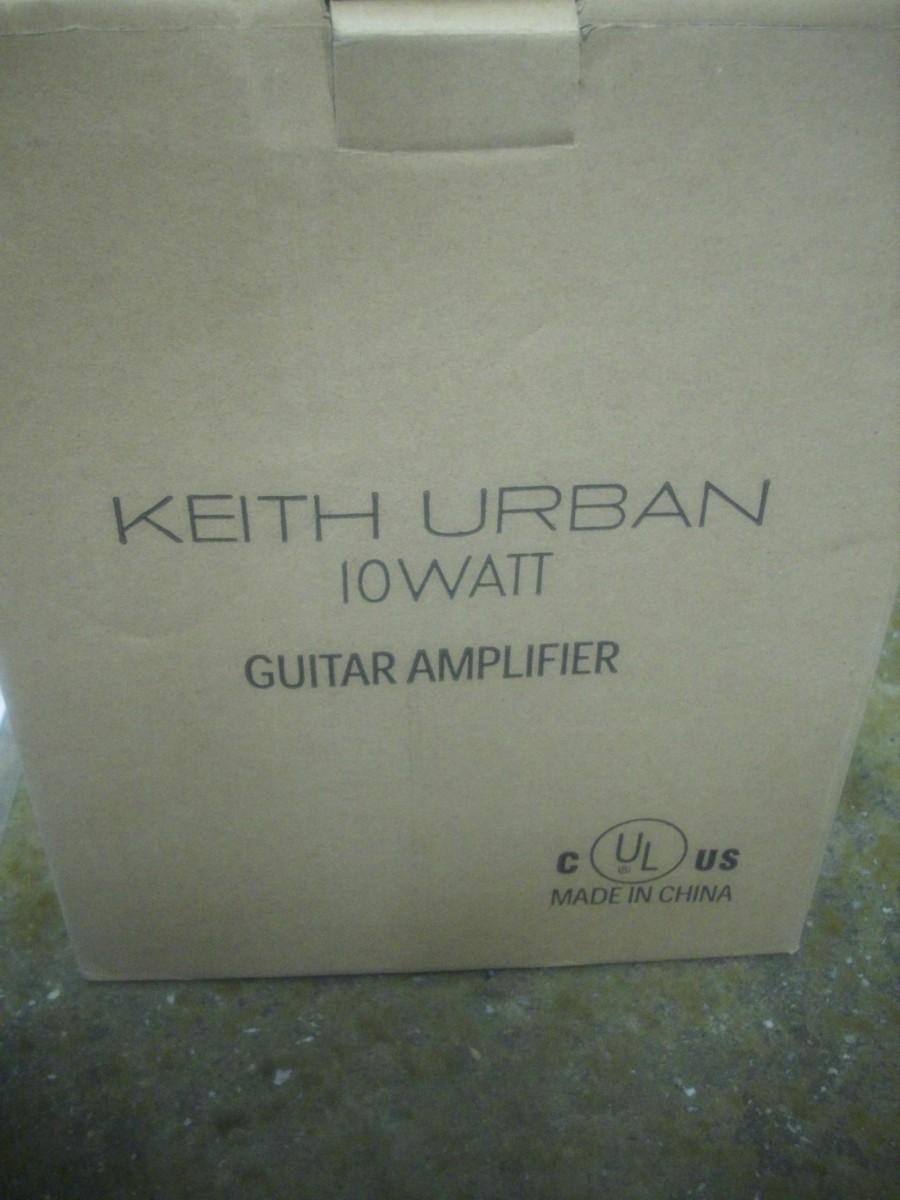 KEITH URBAN
10WATT
GUITAR AMPLIFIER
C UL US
MADE IN CHINA